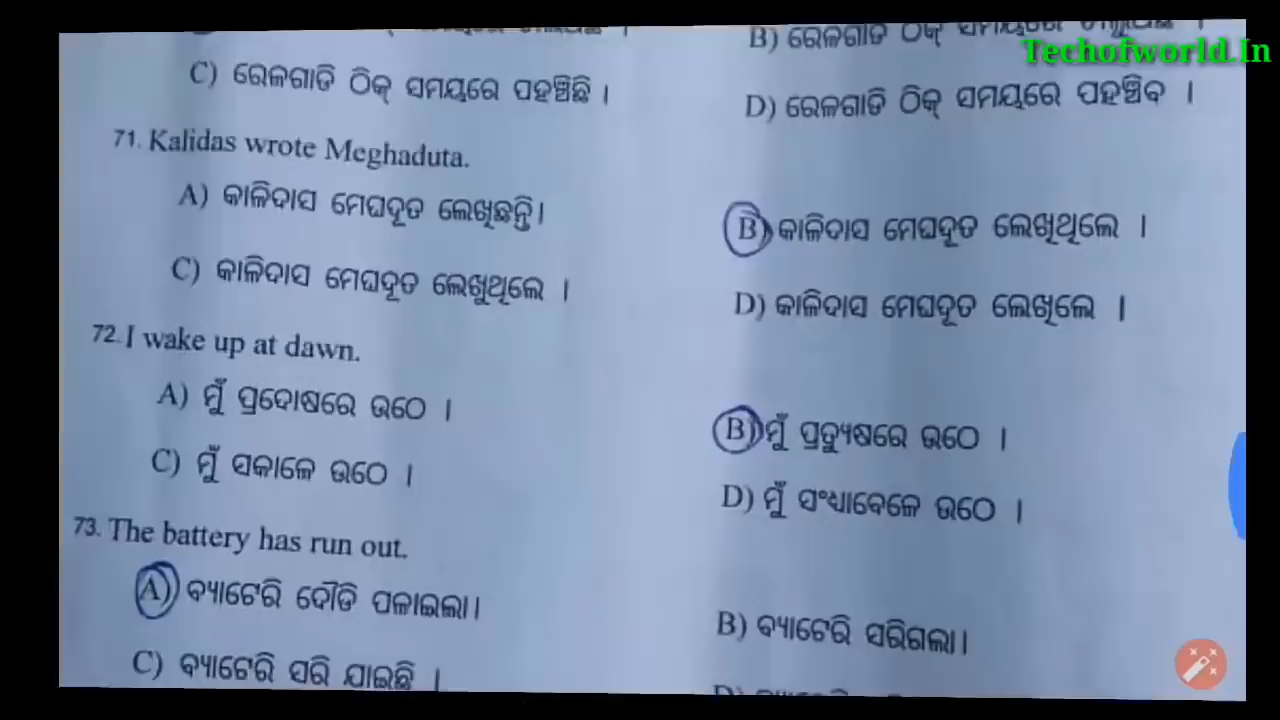 Techofworld.In
B) ରେଳଗାଡି ଠିକ୍ ସମୟରେ
C) ରେଳଗାଡି ଠିକ୍ ସମୟରେ ପହଞ୍ଚିଛି ।
D) ରେଳଗାଡି ଠିକ୍ ସମୟରେ ପହଞ୍ଚିବ ।
71. Kalidas wrote Meghaduta.
A) କାଳିଦାସ ମେଘଦୂତ ଲେଖିଛନ୍ତି।
B) କାଳିଦାସ ମେଘଦୂତ ଲେଖିଥିଲେ ।
C) କାଳିଦାସ ମେଘଦୂତ ଲେଖୁଥିଲେ ।
D) କାଳିଦାସ ମେଘଦୂତ ଲେଖିଲେ ।
72. I wake up at dawn.
A) ମୁଁ ପ୍ରଦୋଷରେ ଉଠେ ।
B) ମୁଁ ପ୍ରତ୍ୟୁଷରେ ଉଠେ ।
C) ମୁଁ ସକାଳେ ଉଠେ ।
D) ମୁଁ ସଂଧ୍ୟାବେଳେ ଉଠେ ।
73. The battery has run out.
A) ବ୍ୟାଟେରି ଦୌଡି ପଳାଇଲା।
B) ବ୍ୟାଟେରି ସରିଗଲା।
C) ବ୍ୟାଟେରି ସରି ଯାଇଛି ।